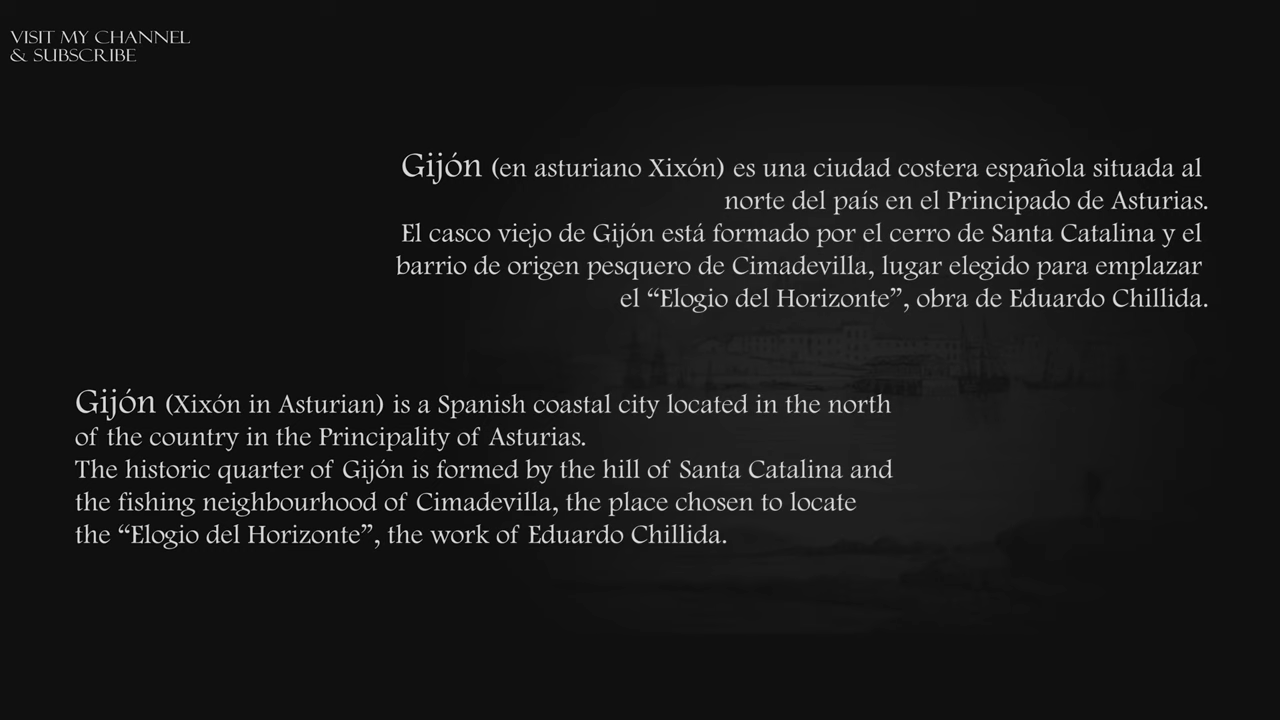 VISIT MY CHANNEL
& SUBSCRIBE
Gijón (en asturiano Xixón) es una ciudad costera española situada al
norte del país en el Principado de Asturias.
El casco viejo de Gijón está formado por el cerro de Santa Catalina y el
barrio de origen pesquero de Cimadevilla, lugar elegido para emplazar
el “Elogio del Horizonte”, obra de Eduardo Chillida.
Gijón (Xixón in Asturian) is a Spanish coastal city located in the north
of the country in the Principality of Asturias.
The historic quarter of Gijón is formed by the hill of Santa Catalina and
the fishing neighbourhood of Cimadevilla, the place chosen to locate
the “Elogio del Horizonte”, the work of Eduardo Chillida.